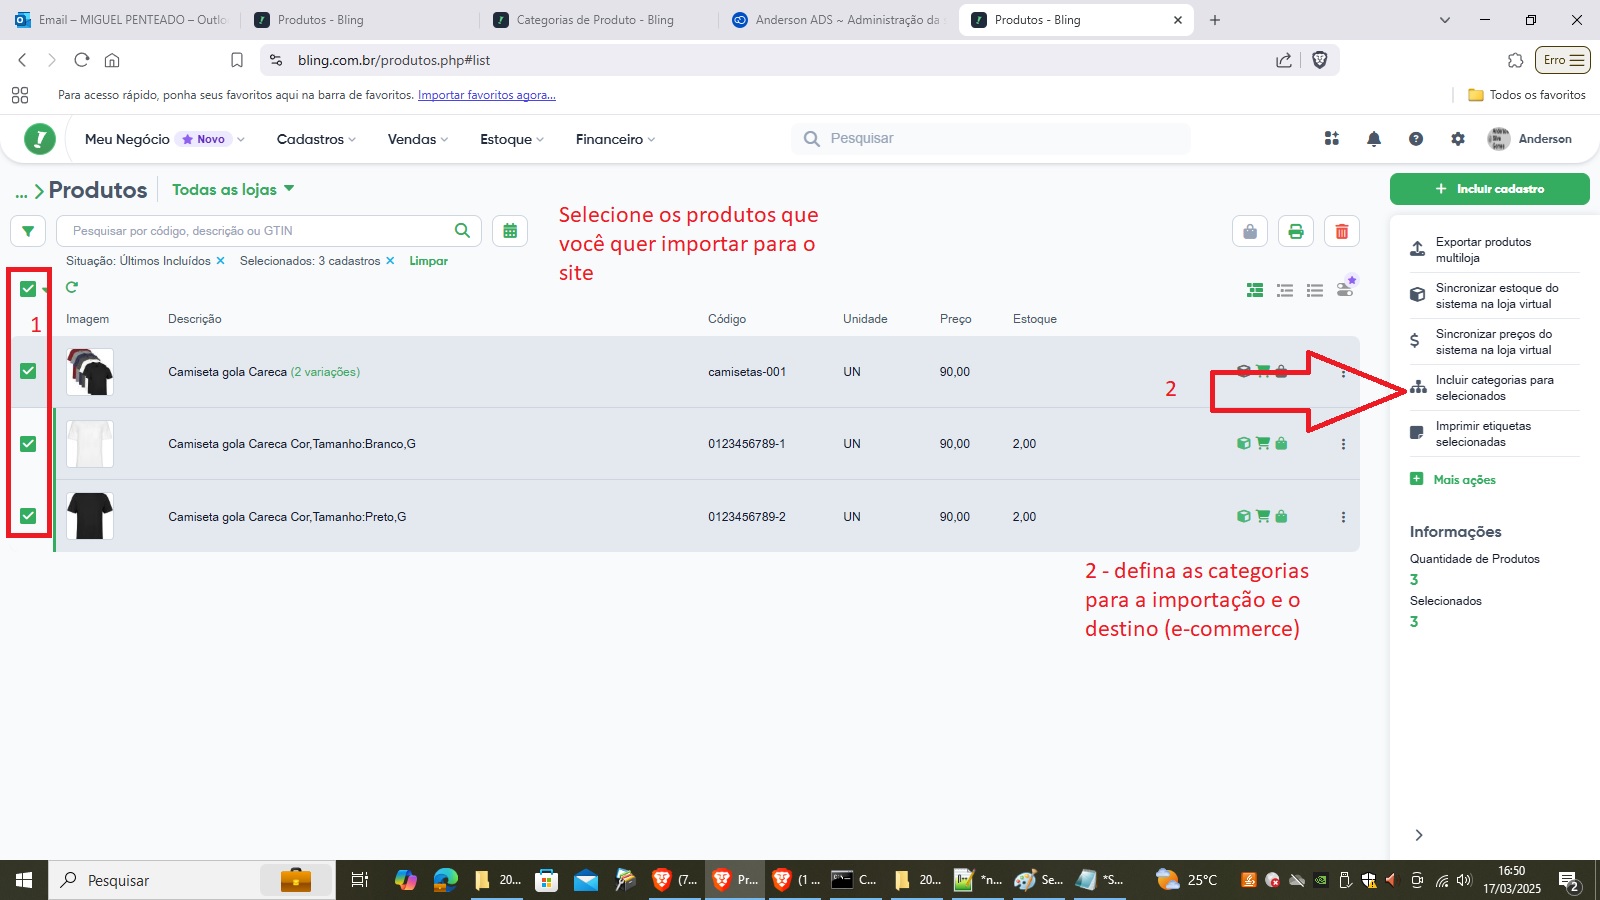 Email – MIGUEL PENTEADO – Outlo
Produtos - Bling
Categorias de Produto - Bling
Anderson ADS ~ Administração da
Produtos - Bling
bling.com.br/produtos.php#list
Erro
Para acesso rápido, ponha seus favoritos aqui na barra de favoritos. Importar favoritos agora...
Todos os favoritos
Meu Negócio
Novo
Cadastros
Vendas
Estoque
Financeiro
Pesquisar
Anderson
... Produtos
Todas as lojas
Incluir cadastro
Pesquisar por código, descrição ou GTIN
Selecione os produtos que
você quer importar para o
site
Situação: Últimos Incluídos ×
Selecionados: 3 cadastros ×
Limpar
1
Imagem
Descrição
Código
Unidade
Preço
Estoque
Camiseta gola Careca (2 variações)
camisetas-001
UN
90,00
2
Camiseta gola Careca Cor,Tamanho:Branco,G
0123456789-1
UN
90,00
2,00
Camiseta gola Careca Cor,Tamanho:Preto,G
0123456789-2
UN
90,00
2,00
2 - defina as categorias
para a importação e o
destino (e-commerce)
Exportar produtos
multiloja
Sincronizar estoque do
sistema na loja virtual
Sincronizar preços do
sistema na loja virtual
Incluir categorias para
selecionados
Imprimir etiquetas
selecionadas
Mais ações
Informações
Quantidade de Produtos
3
Selecionados
3
Pesquisar
20...
(7...
Pr...
(1 ...
C...
20...
*n...
Se...
*S...
25°C
16:50
17/03/2025
2